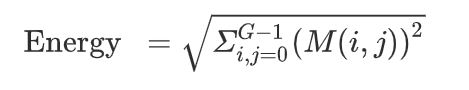 Energy = √(Σ_{i,j=0}^{G−1} (M(i,j))²)